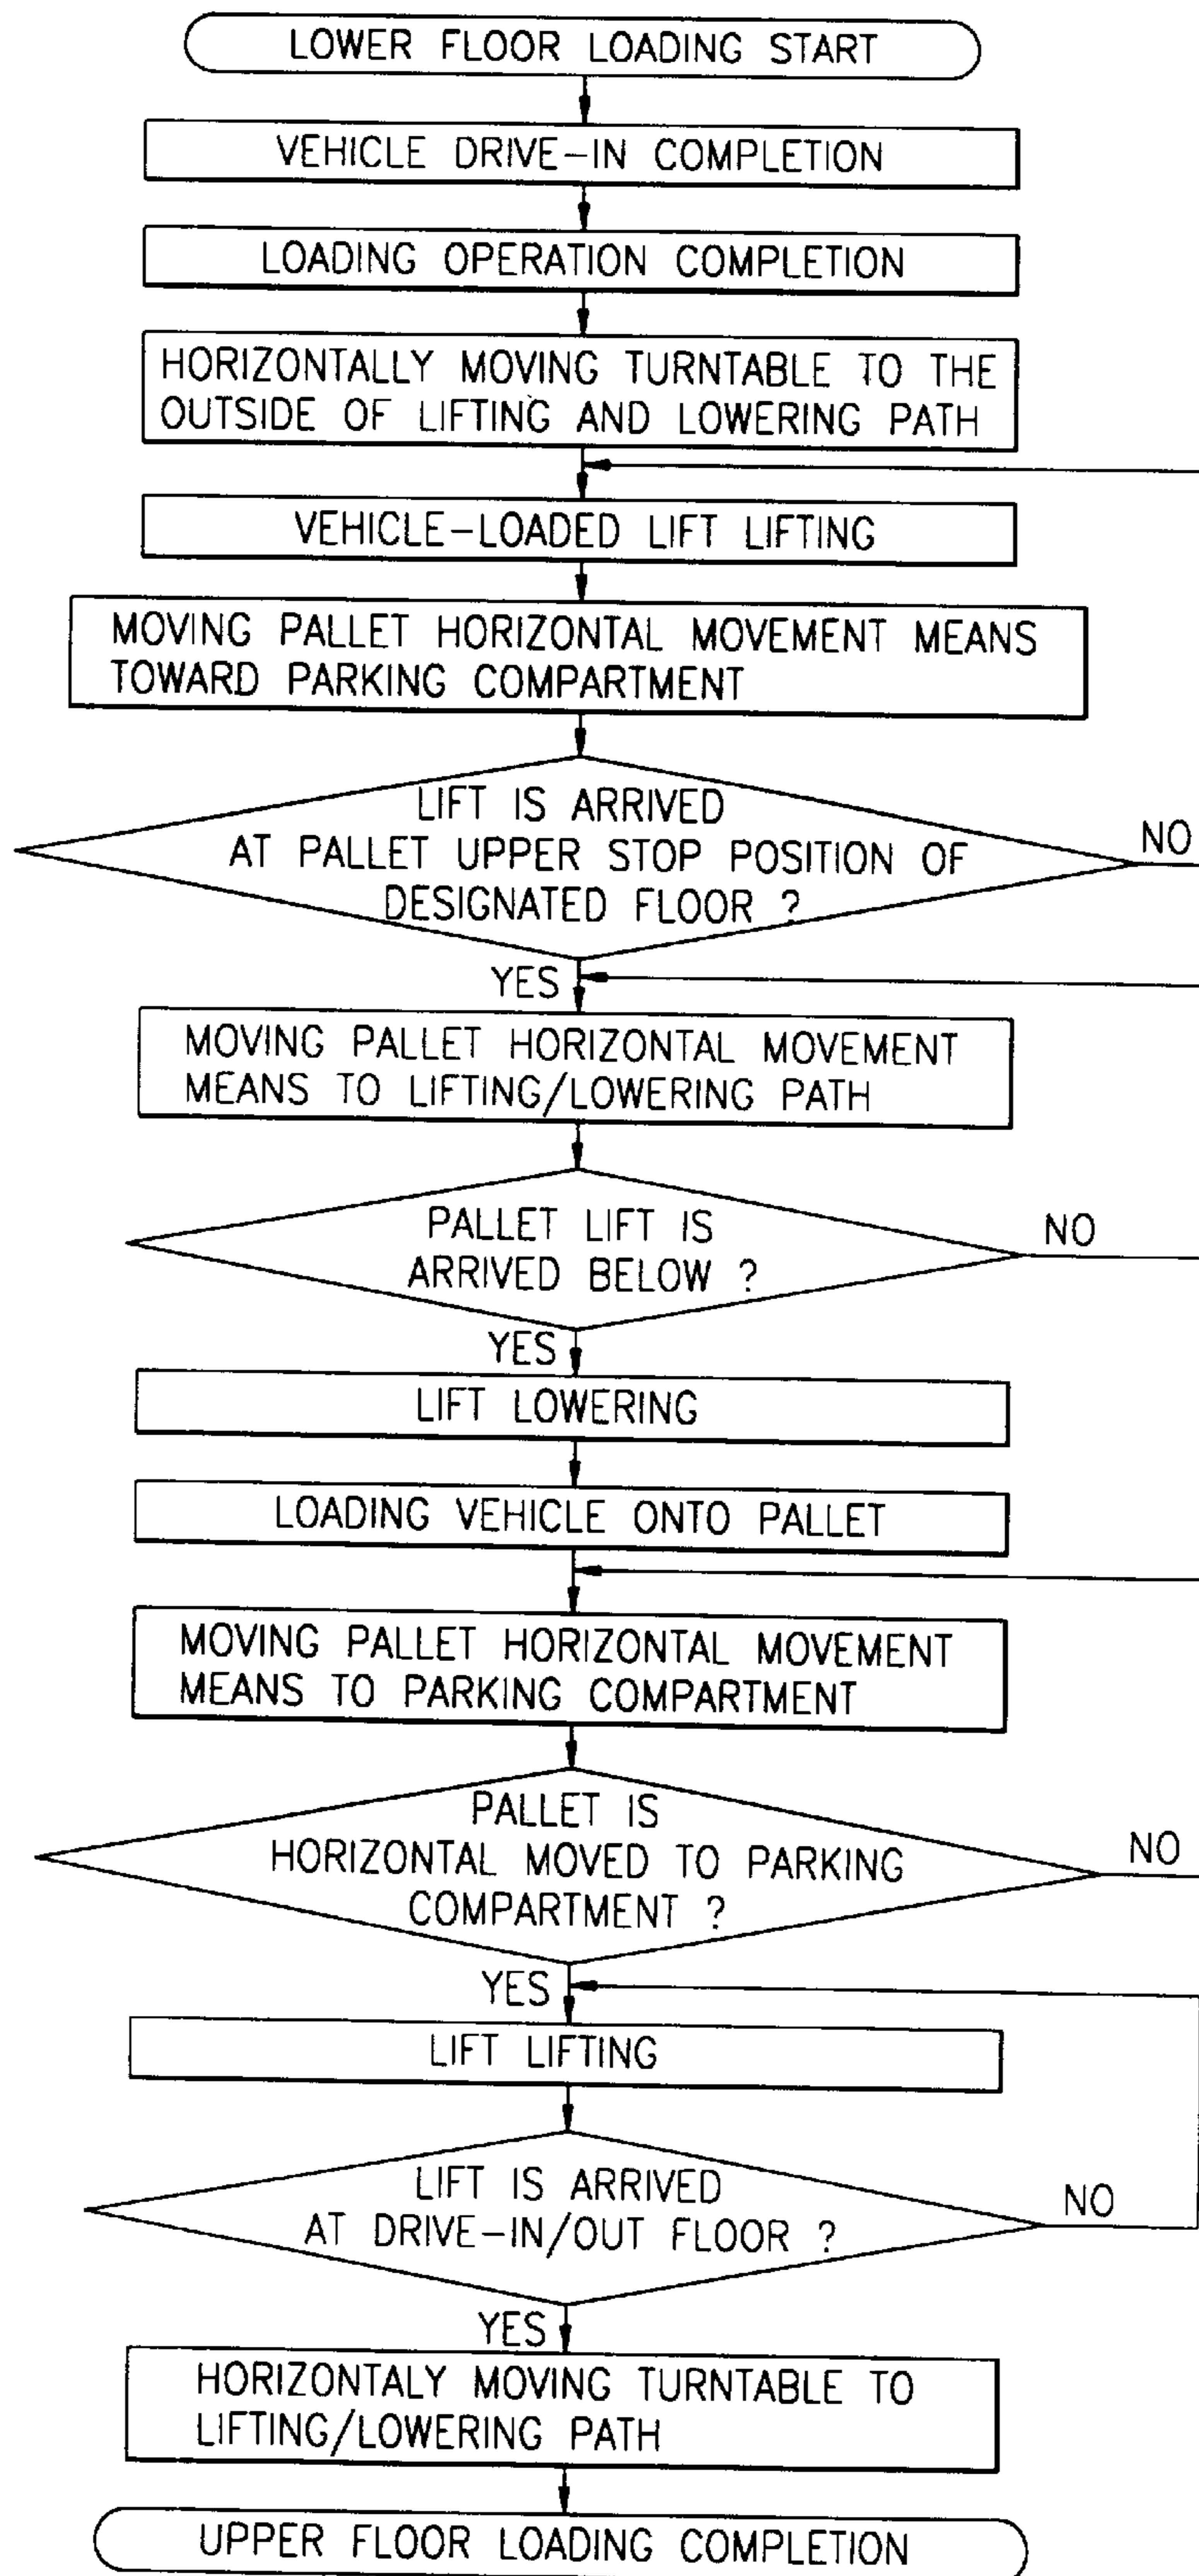 LOWER FLOOR LOADING START
VEHICLE DRIVE-IN COMPLETION
LOADING OPERATION COMPLETION
HORIZONTALLY MOVING TURNTABLE TO THE
OUTSIDE OF LIFTING AND LOWERING PATH
VEHICLE-LOADED LIFT LIFTING
MOVING PALLET HORIZONTAL MOVEMENT MEANS
TOWARD PARKING COMPARTMENT
LIFT IS ARRIVED
AT PALLET UPPER STOP POSITION OF
DESIGNATED FLOOR ?
NO
YES
MOVING PALLET HORIZONTAL MOVEMENT
MEANS TO LIFTING/LOWERING PATH
PALLET LIFT IS
ARRIVED BELOW ?
NO
YES
LIFT LOWERING
LOADING VEHICLE ONTO PALLET
MOVING PALLET HORIZONTAL MOVEMENT
MEANS TO PARKING COMPARTMENT
PALLET IS
HORIZONTAL MOVED TO PARKING
COMPARTMENT ?
NO
YES
LIFT LIFTING
LIFT IS ARRIVED
AT DRIVE-IN/OUT FLOOR ?
NO
YES
HORIZONTALY MOVING TURNTABLE TO
LIFTING/LOWERING PATH
UPPER FLOOR LOADING COMPLETION